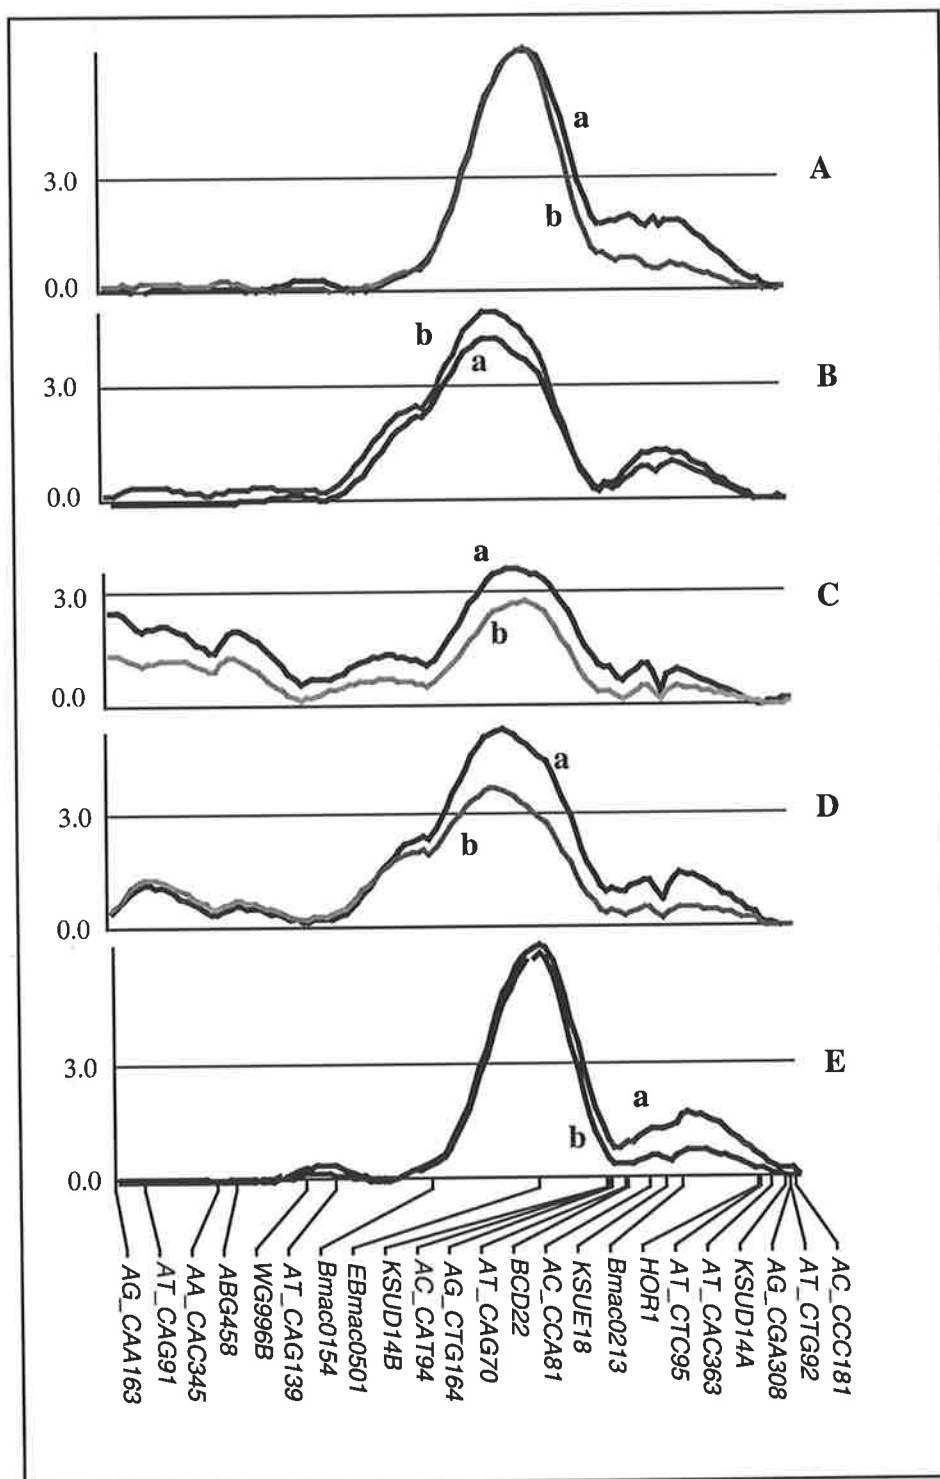 a
A
3.0
b
0.0
b
a
B
3.0
0.0
a
3.0
C
b
0.0
a
D
3.0
b
0.0
3.0
E
a
b
0.0
AG_CAA163
AT_CAG91
AA_CAC345
ABG458
WG996B
AT_CAG139
Bmac0154
EBmac0501
KSUD14B
AC_CAT94
AG_CTG164
AT_CAG70
BCD22
AC_CCA81
KSUE18
Bmac0213
HOR1
AT_CTC95
AT_CAC363
KSUD14A
AG_CGA308
AT_CTG92
AC_CCC181